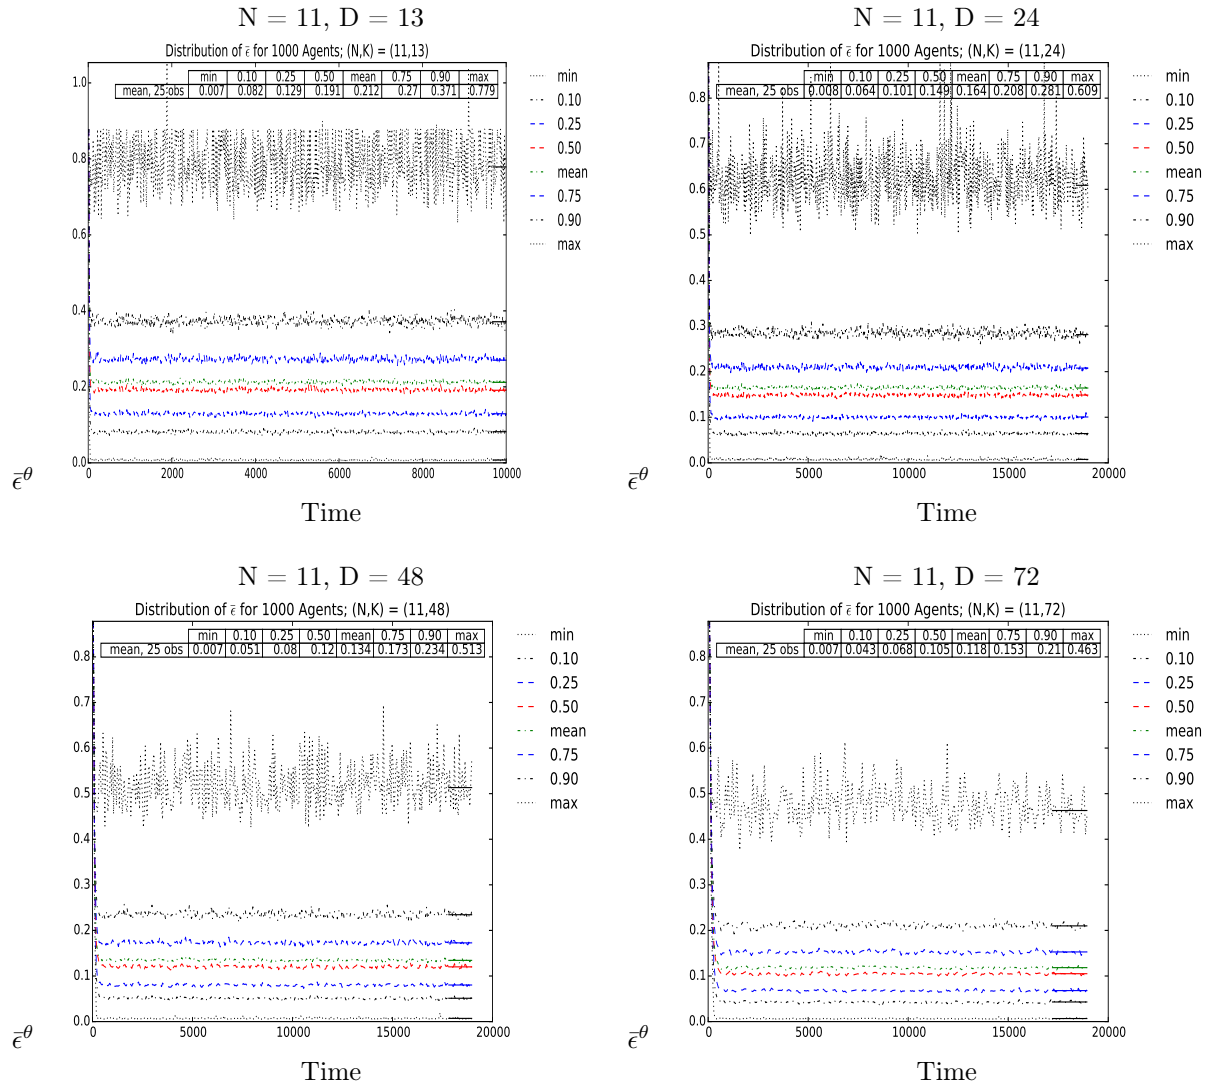 N = 11, D = 13
Distribution of ε̄ for 1000 Agents; (N,K) = (11,13)
min 0.10 0.25 0.50 mean 0.75 0.90 max
mean, 25 obs 0.007 0.082 0.129 0.191 0.212 0.27 0.371 0.779
1.0
0.8
0.6
0.4
0.2
0.0
0 2000 4000 6000 8000 10000
min
0.10
0.25
0.50
mean
0.75
0.90
max
ϵ̄^θ
Time
N = 11, D = 24
Distribution of ε̄ for 1000 Agents; (N,K) = (11,24)
min 0.10 0.25 0.50 mean 0.75 0.90 max
mean, 25 obs 0.008 0.064 0.101 0.149 0.164 0.208 0.281 0.609
0.8
0.7
0.6
0.5
0.4
0.3
0.2
0.1
0.0
0 5000 10000 15000 20000
min
0.10
0.25
0.50
mean
0.75
0.90
max
ϵ̄^θ
Time
N = 11, D = 48
Distribution of ε̄ for 1000 Agents; (N,K) = (11,48)
min 0.10 0.25 0.50 mean 0.75 0.90 max
mean, 25 obs 0.007 0.051 0.08 0.12 0.134 0.173 0.234 0.513
0.8
0.7
0.6
0.5
0.4
0.3
0.2
0.1
0.0
0 5000 10000 15000 20000
min
0.10
0.25
0.50
mean
0.75
0.90
max
ϵ̄^θ
Time
N = 11, D = 72
Distribution of ε̄ for 1000 Agents; (N,K) = (11,72)
min 0.10 0.25 0.50 mean 0.75 0.90 max
mean, 25 obs 0.007 0.043 0.068 0.105 0.118 0.153 0.21 0.463
0.8
0.7
0.6
0.5
0.4
0.3
0.2
0.1
0.0
0 5000 10000 15000 20000
min
0.10
0.25
0.50
mean
0.75
0.90
max
ϵ̄^θ
Time